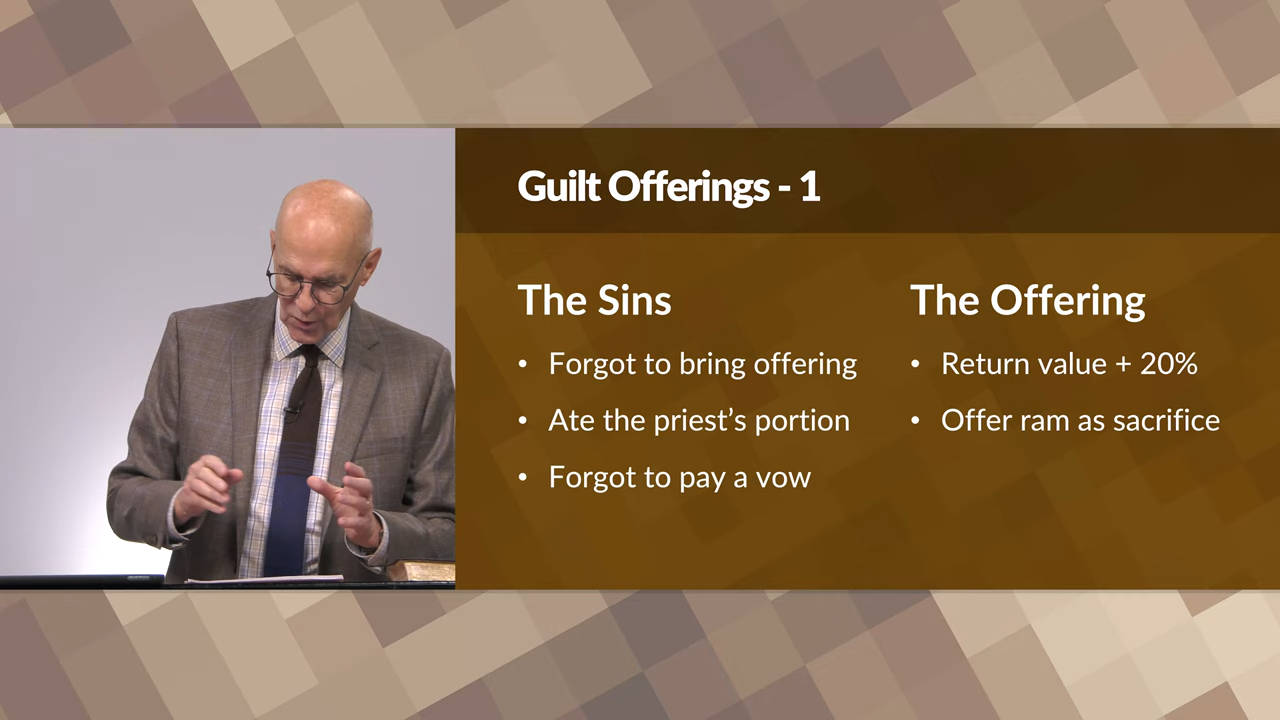 Guilt Offerings - 1
The Sins
• Forgot to bring offering
• Ate the priest’s portion
• Forgot to pay a vow
The Offering
• Return value + 20%
• Offer ram as sacrifice